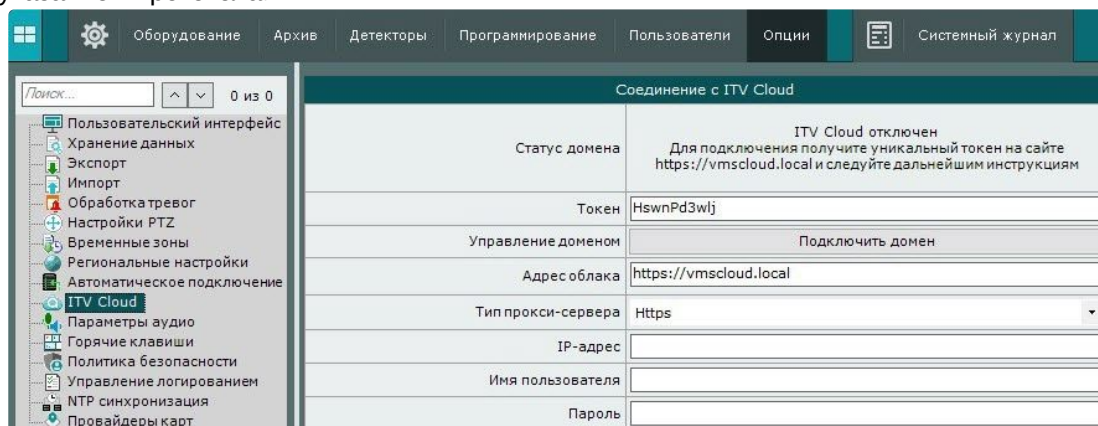 Оборудование Архив Детекторы Программирование Пользователи Опции Системный журнал
Поиск... 0 из 0
Пользовательский интерфейс
Хранение данных
Экспорт
Импорт
Обработка тревог
Настройки PTZ
Временные зоны
Региональные настройки
Автоматическое подключение
ITV Cloud
Параметры аудио
Горячие клавиши
Политика безопасности
Управление логированием
NTP синхронизация
Провайдеры карт
Соединение с ITV Cloud
Статус домена
ITV Cloud отключен
Для подключения получите уникальный токен на сайте
https://vmscloud.local и следуйте дальнейшим инструкциям
Токен HswnPd3wlj
Управление доменом Подключить домен
Адрес облака https://vmscloud.local
Тип прокси-сервера Https
IP-адрес
Имя пользователя
Пароль